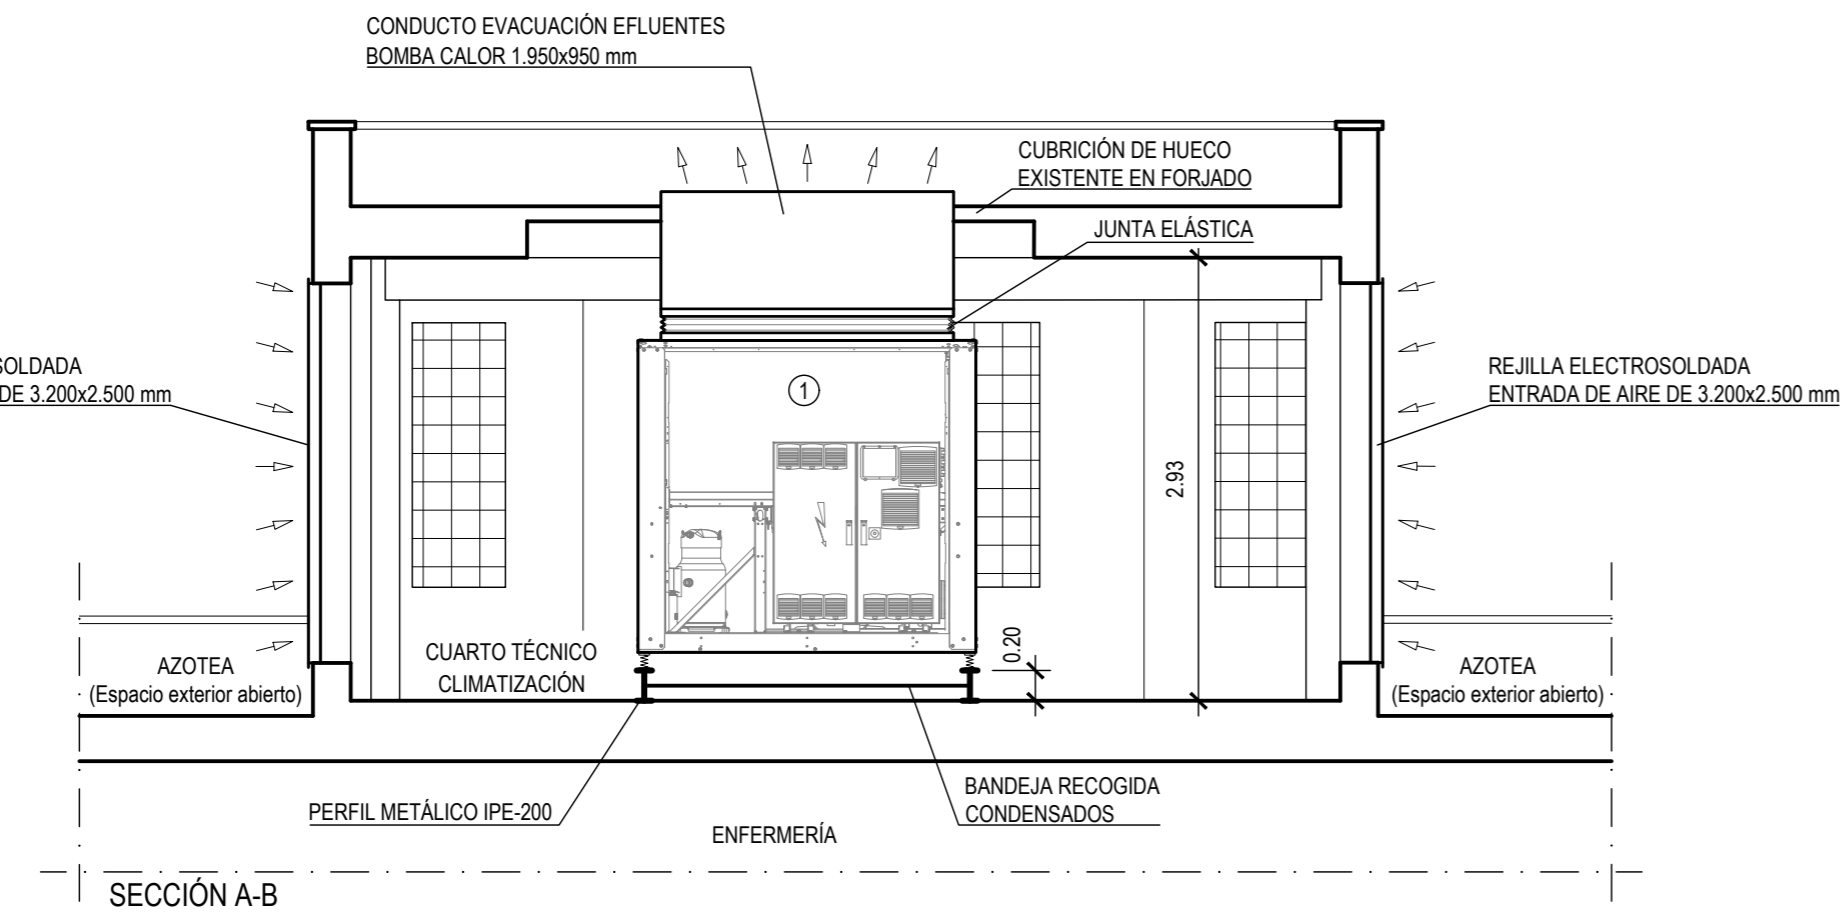 CONDUCTO EVACUACIÓN EFLUENTES
BOMBA CALOR 1.950x950 mm
CUBRICIÓN DE HUECO
EXISTENTE EN FORJADO
JUNTA ELÁSTICA
SOLDADA
DE 3.200x2.500 mm
1
REJILLA ELECTROSOLDADA
ENTRADA DE AIRE DE 3.200x2.500 mm
2.93
0.20
CUARTO TÉCNICO
CLIMATIZACIÓN
AZOTEA
(Espacio exterior abierto)
AZOTEA
(Espacio exterior abierto)
PERFIL METÁLICO IPE-200
BANDEJA RECOGIDA
CONDENSADOS
ENFERMERÍA
SECCIÓN A-B